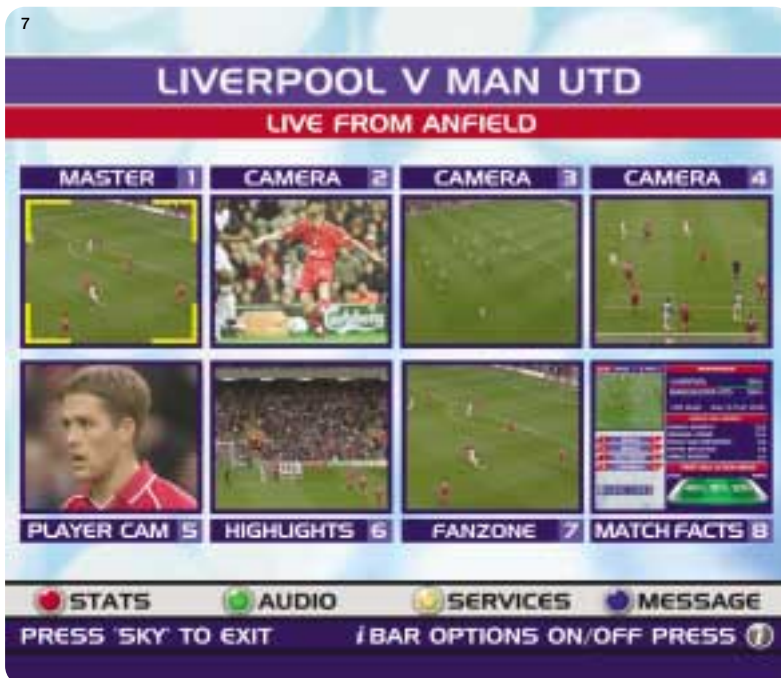 7
LIVERPOOL V MAN UTD
LIVE FROM ANFIELD
MASTER 1 CAMERA 2 CAMERA 3 CAMERA 4
Carlsberg
PLAYER CAM 5 HIGHLIGHTS 6 FANZONE 7 MATCH FACTS 8
STATS AUDIO SERVICES MESSAGE
PRESS 'SKY' TO EXIT i BAR OPTIONS ON/OFF PRESS i